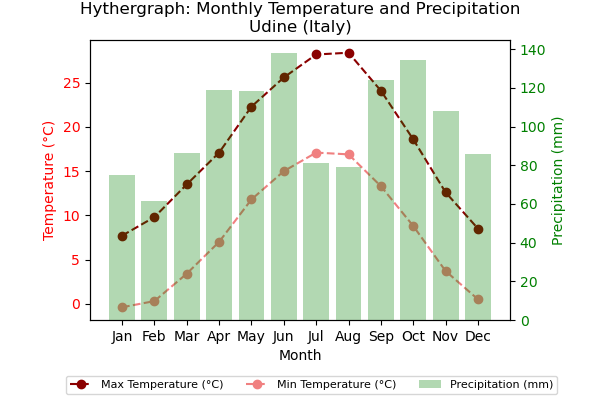 Hythergraph: Monthly Temperature and Precipitation
Udine (Italy)
Temperature (°C)
25
20
15
10
5
0
140
120
100
80
60
40
20
0
Precipitation (mm)
Jan Feb Mar Apr May Jun Jul Aug Sep Oct Nov Dec
Month
Max Temperature (°C) Min Temperature (°C) Precipitation (mm)